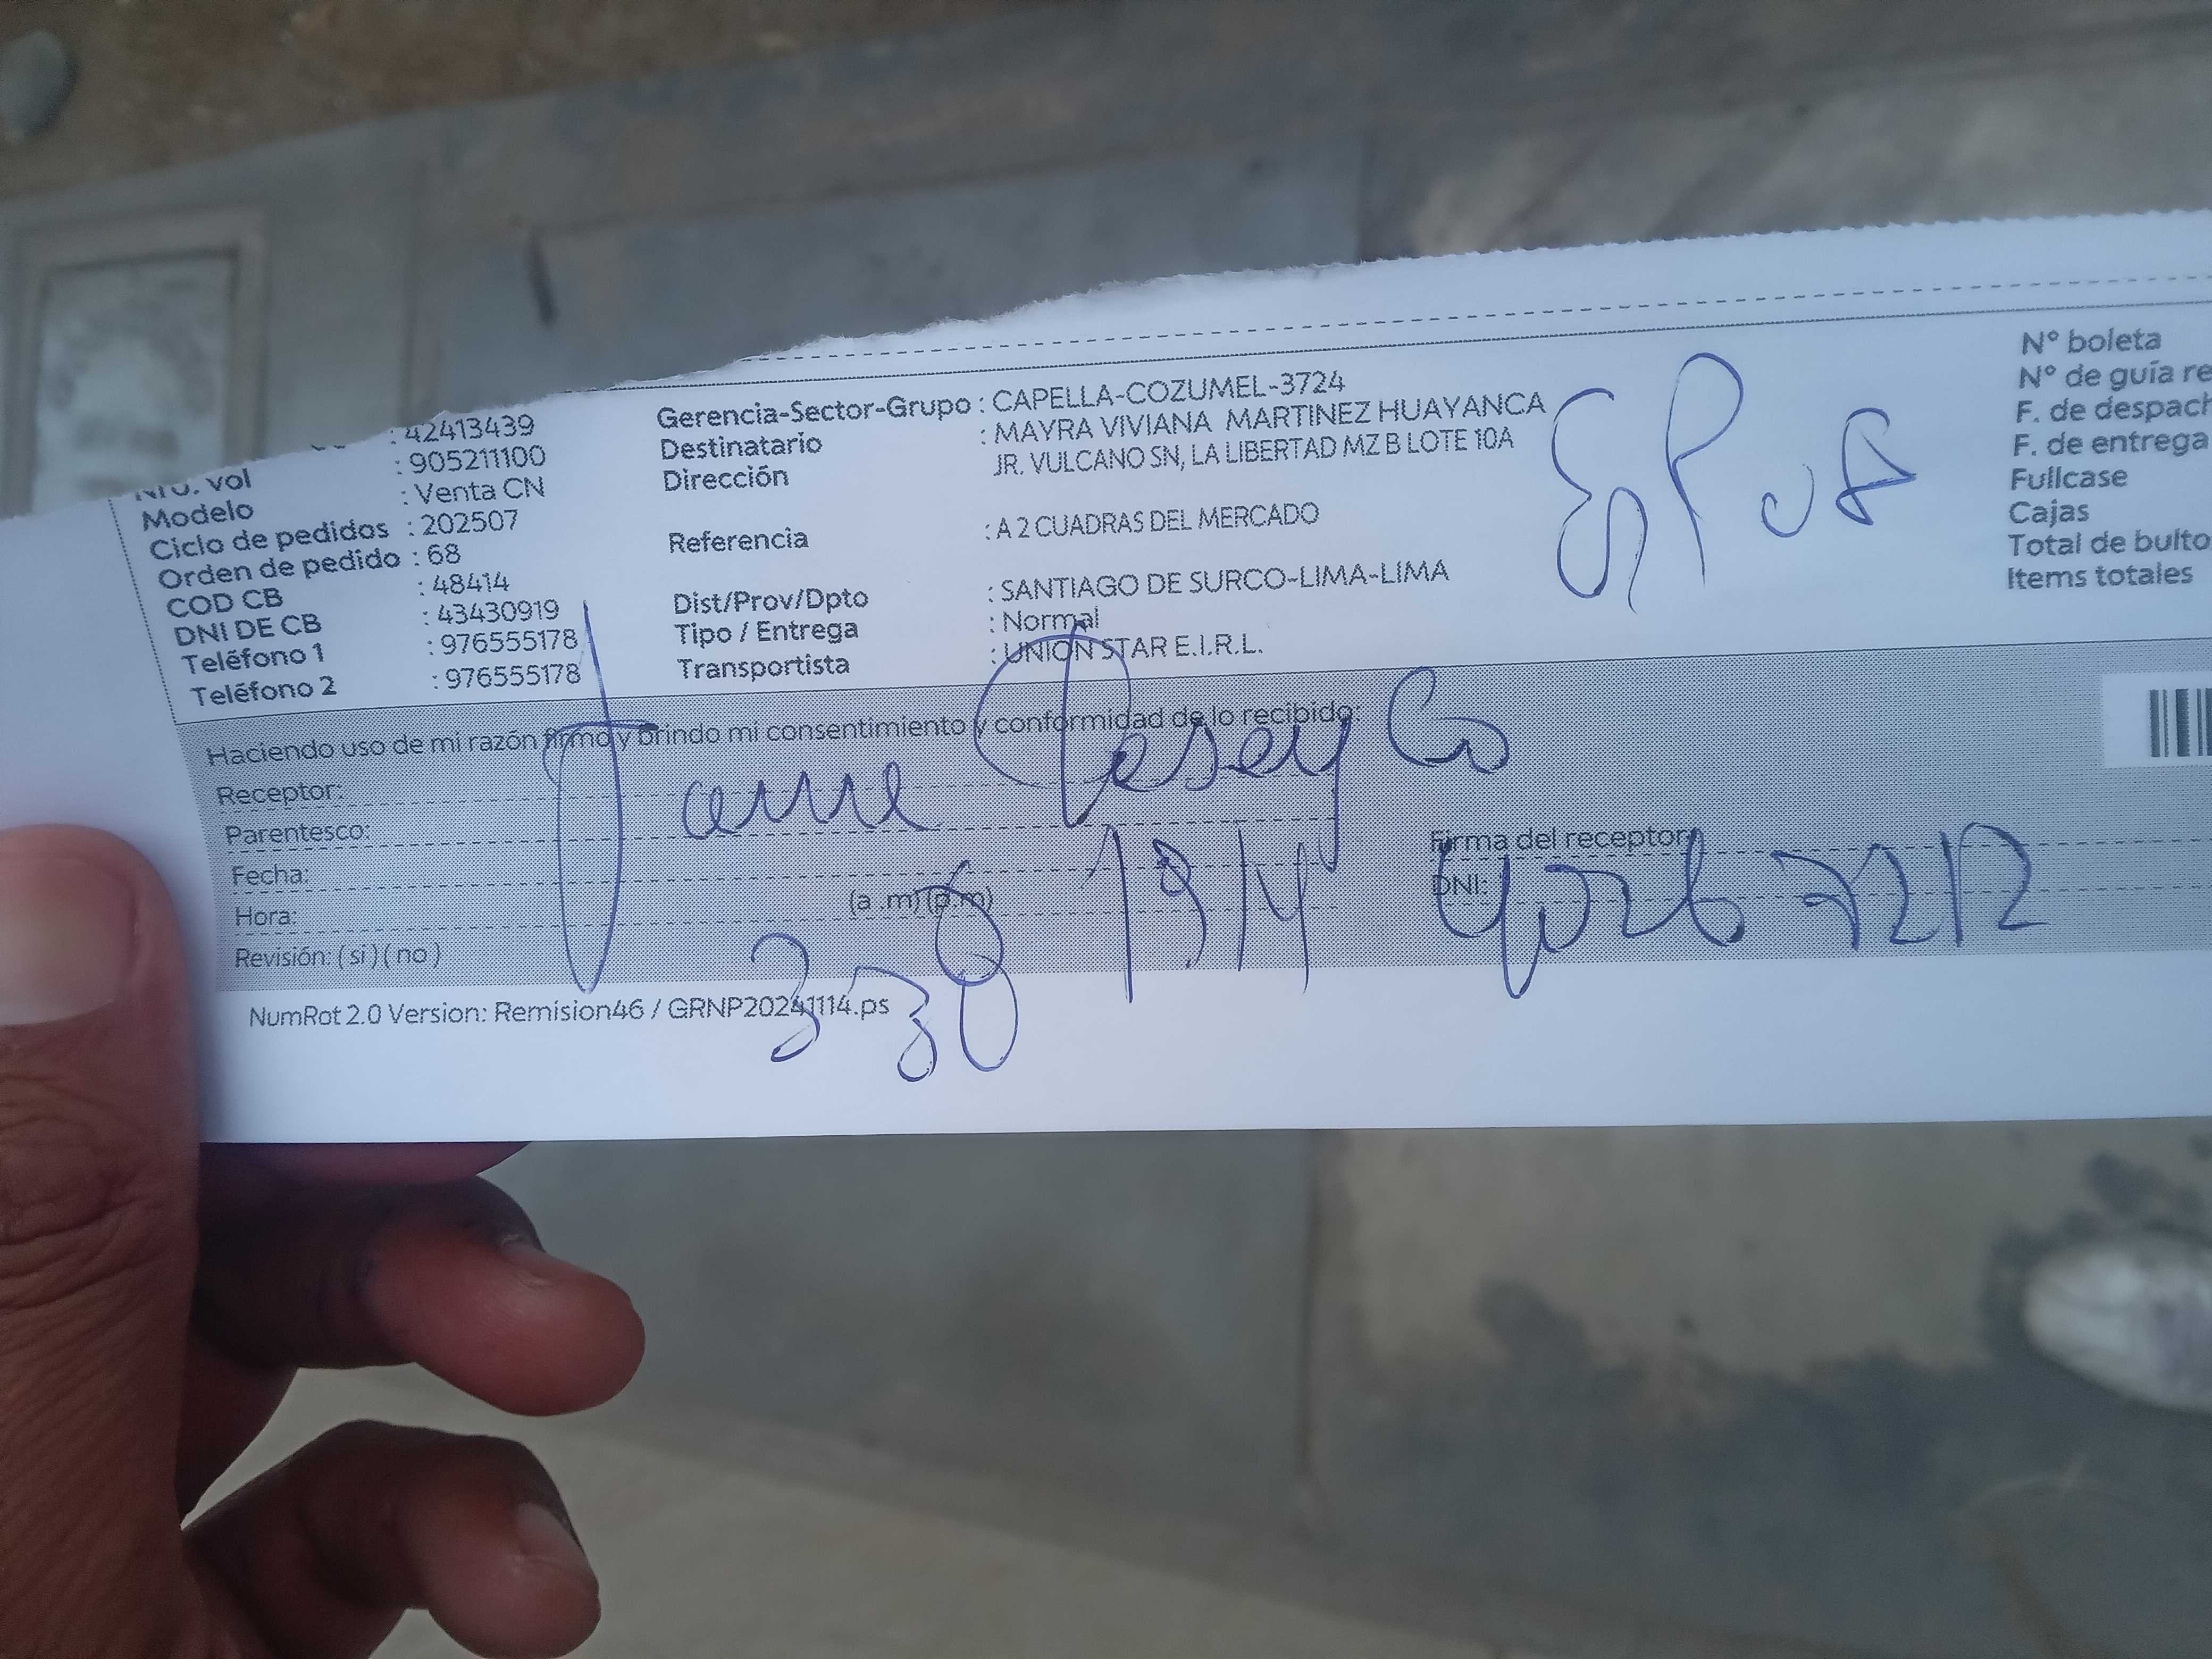 : 42413439
Nro. vol : 905211100
Modelo : Venta CN
Ciclo de pedidos : 202507
Orden de pedido : 68
COD CB : 48414
DNI DE CB : 43430919
Teléfono 1 : 976555178
Teléfono 2 : 976555178
Gerencia-Sector-Grupo : CAPELLA-COZUMEL-3724
Destinatario : MAYRA VIVIANA MARTINEZ HUAYANCA
Dirección JR. VULCANO SN, LA LIBERTAD MZ B LOTE 10A
Referencia : A 2 CUADRAS DEL MERCADO
Dist/Prov/Dpto : SANTIAGO DE SURCO-LIMA-LIMA
Tipo / Entrega : Normal
Transportista : UNION STAR E.I.R.L.
N° boleta
N° de guía re
F. de despach
F. de entrega
Fullcase
Cajas
Total de bulto
Items totales
Haciendo uso de mi razón firmo y brindo mi consentimiento y conformidad de lo recibido:
Receptor:
Parentesco:
Fecha:
Hora: (a .m) (p.m)
Revisión: ( si ) ( no )
Firma del receptor
DNI:
330
NumRot 2.0 Version: Remision46 / GRNP20241114.ps